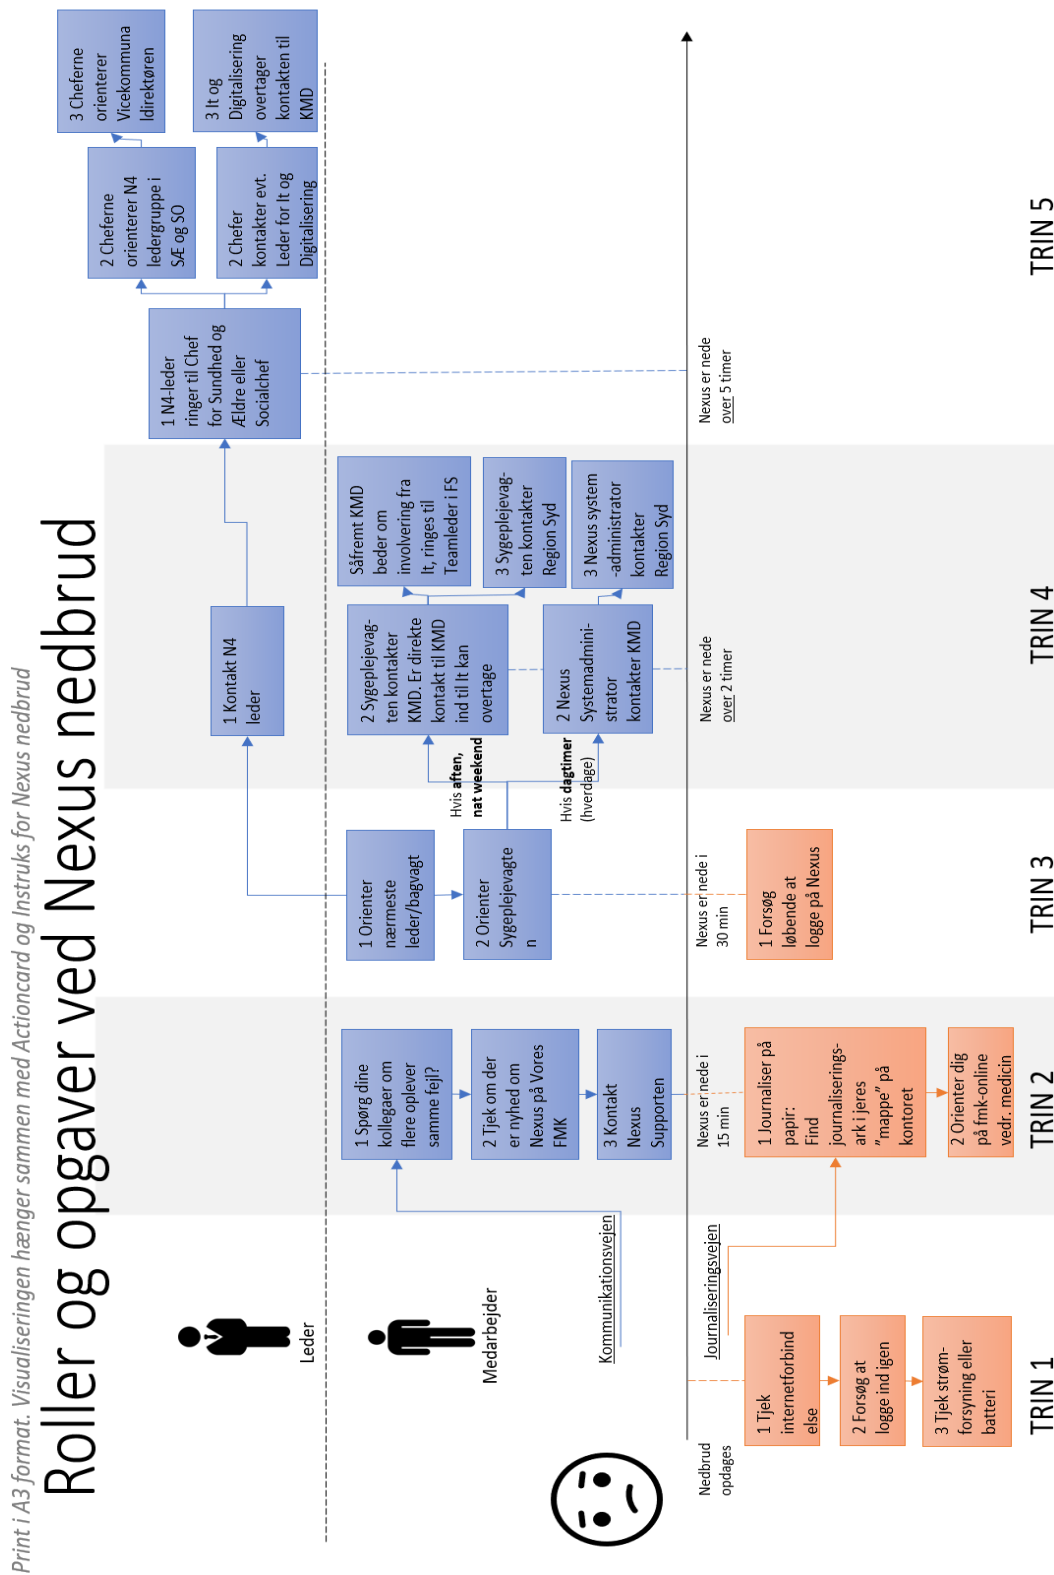 Print i A3 format. Visualiseringen hænger sammen med Actioncard og Instruks for Nexus nedbrud
Roller og opgaver ved Nexus nedbrud
Leder
Medarbejder
Kommunikationsvejen
Journaliseringsvejen
Nedbrud
opdages
1 Tjek
internetforbind
else
2 Forsøg at
logge ind igen
3 Tjek strøm-
forsyning eller
batteri
TRIN 1
1 Spørg dine
kollegaer om
flere oplever
samme fejl?
2 Tjek om der
er nyhed om
Nexus på Vores
FMK
3 Kontakt
Nexus
Supporten
Nexus er nede i
15 min
1 Journaliser på
papir:
Find
journaliserings-
ark i jeres
”mappe” på
kontoret
2 Orienter dig
på fmk-online
vedr. medicin
TRIN 2
1 Orienter
nærmeste
leder/bagvagt
2 Orienter
Sygeplejevagte
n
Nexus er nede i
30 min
1 Forsøg
løbende at
logge på Nexus
TRIN 3
1 Kontakt N4
leder
Hvis aften,
nat weekend
Hvis dagtimer
(hverdage)
2 Sygeplejevag-
ten kontakter
KMD. Er direkte
kontakt til KMD
ind til It kan
overtage
2 Nexus
Systemadmini-
strator
kontakter KMD
Såfremt KMD
beder om
involvering fra
It, ringes til
Teamleder i FS
3 Sygeplejevag-
ten kontakter
Region Syd
3 Nexus system
-administrator
kontakter
Region Syd
Nexus er nede
over 2 timer
TRIN 4
1 N4-leder
ringer til Chef
for Sundhed og
Ældre eller
Socialchef
2 Cheferne
orienterer N4
ledergruppe i
SÆ og SO
3 Cheferne
orienterer
Vicekommuna
ldirektøren
2 Chefer
kontakter evt.
Leder for It og
Digitalisering
3 It og
Digitalisering
overtager
kontakten til
KMD
Nexus er nede
over 5 timer
TRIN 5